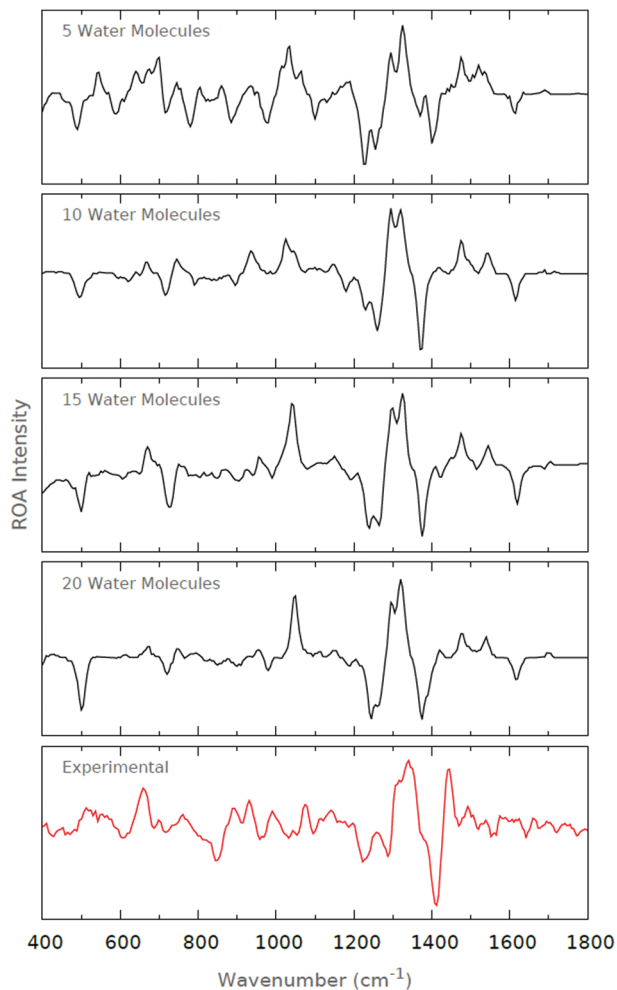 5 Water Molecules
10 Water Molecules
15 Water Molecules
ROA Intensity
20 Water Molecules
Experimental
400 600 800 1000 1200 1400 1600 1800
Wavenumber (cm⁻¹)